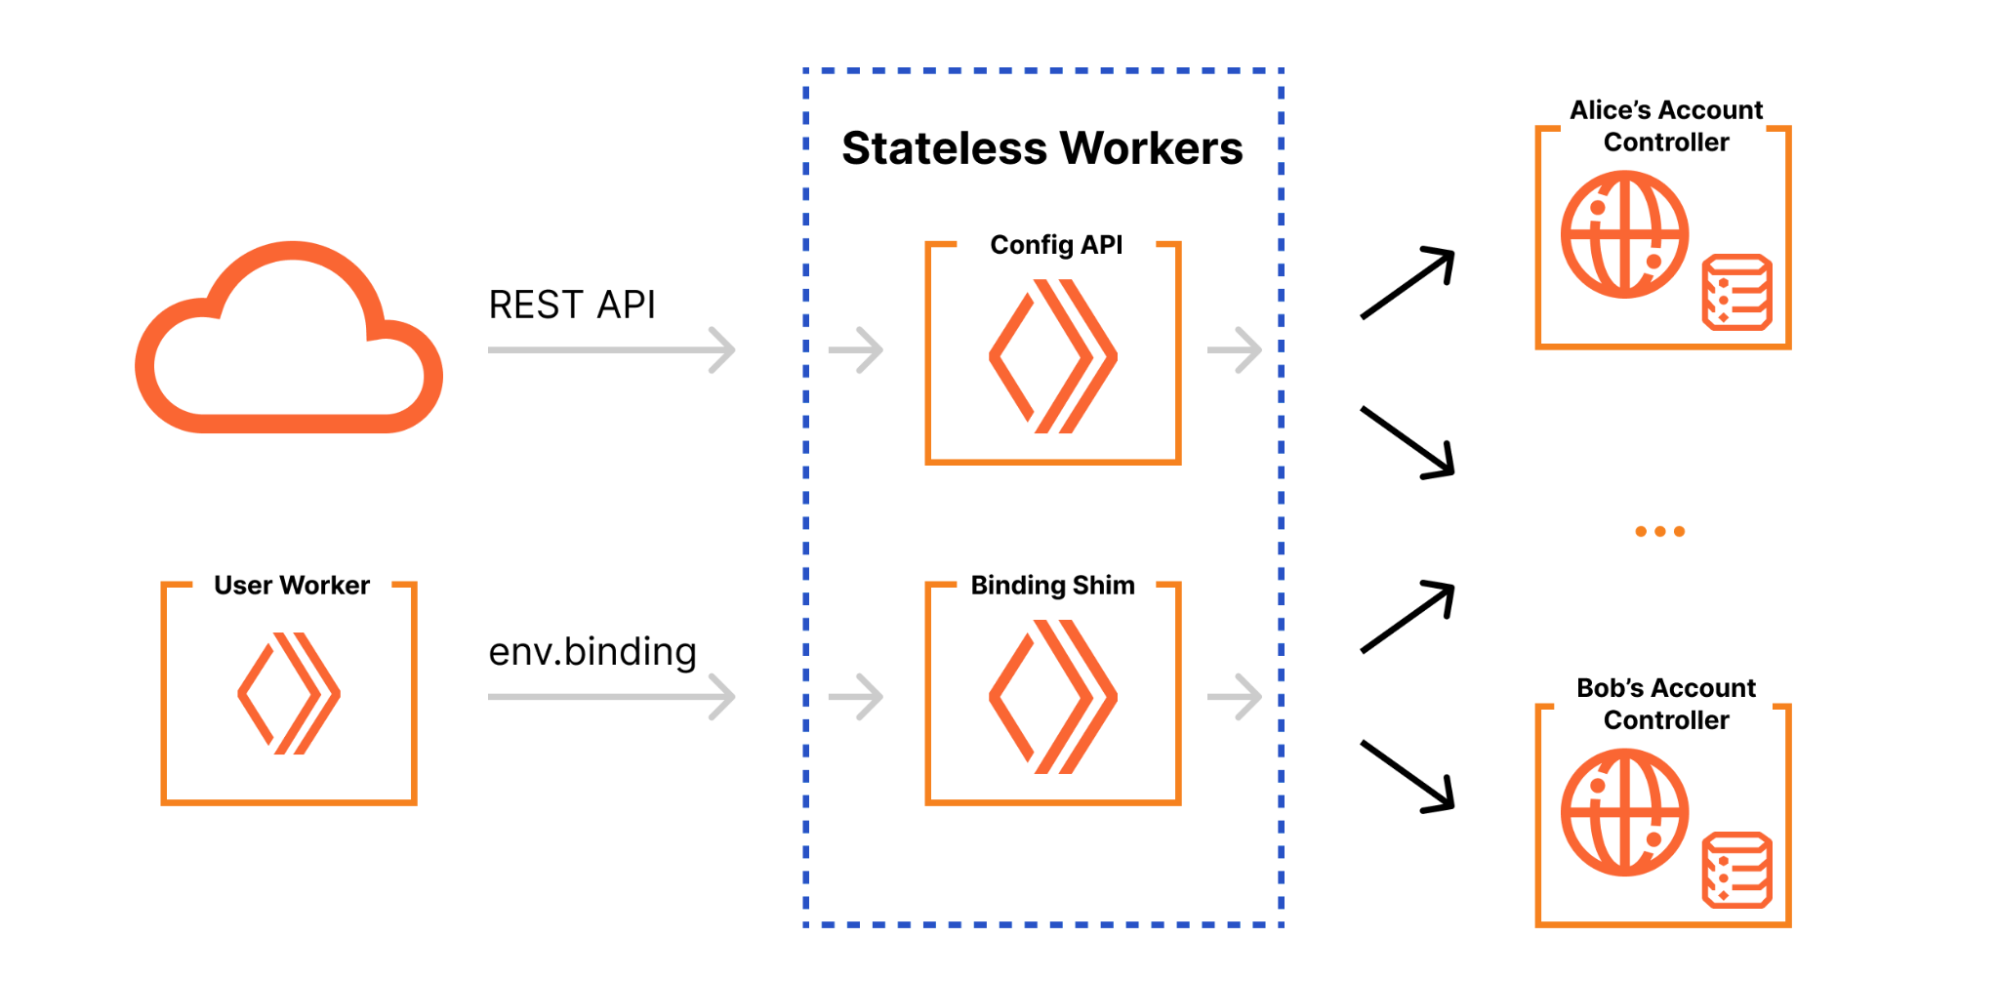 Stateless Workers
REST API
Config API
User Worker
env.binding
Binding Shim
Alice’s Account
Controller
...
Bob’s Account
Controller